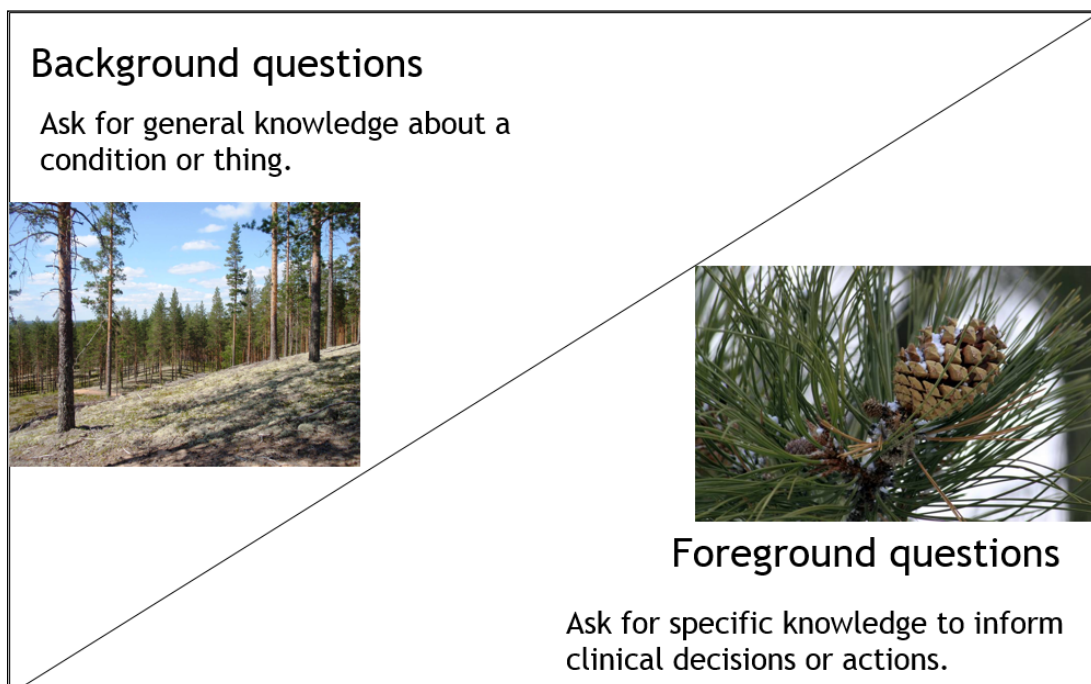 Background questions
Ask for general knowledge about a
condition or thing.
Foreground questions
Ask for specific knowledge to inform
clinical decisions or actions.